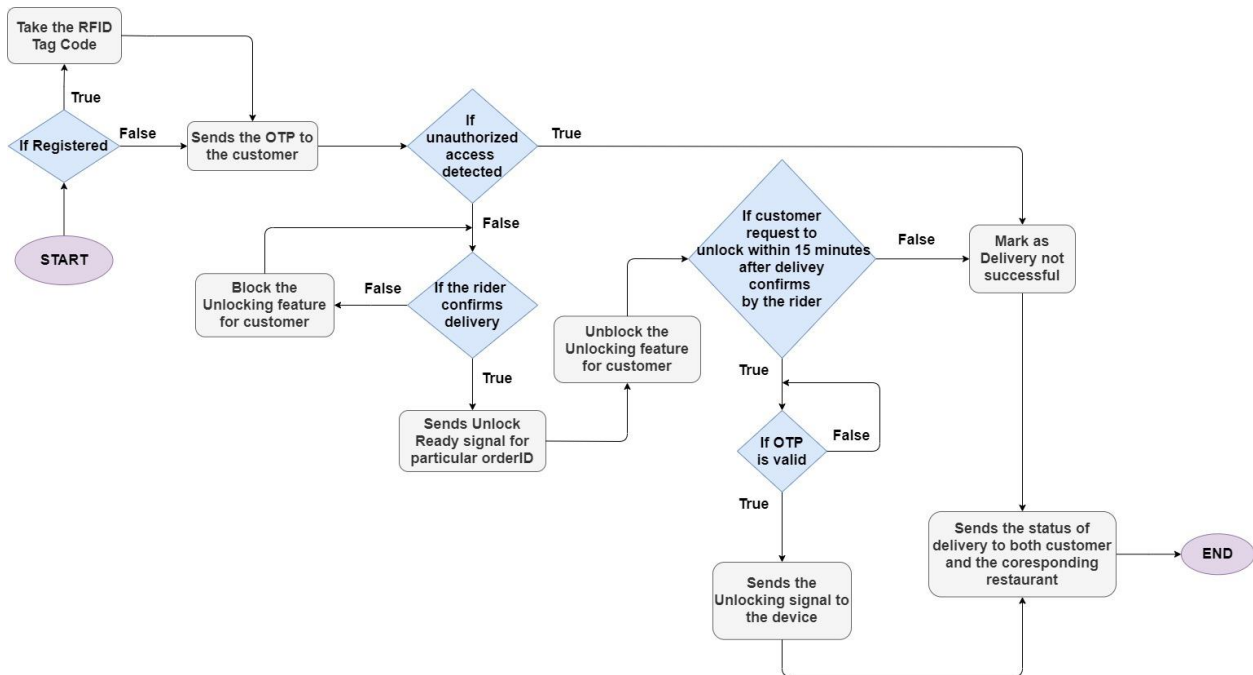 Take the RFID
Tag Code
True
If Registered
False
START
Sends the OTP to
the customer
If
unauthorized
access
detected
True
False
Block the
Unlocking feature
for customer
False
If the rider
confirms
delivery
True
Sends Unlock
Ready signal for
particular orderID
Unblock the
Unlocking feature
for customer
If customer
request to
unlock within 15 minutes
after delivey
confirms
by the rider
False
Mark as
Delivery not
successful
True
If OTP
is valid
False
True
Sends the
Unlocking signal to
the device
Sends the status of
delivery to both customer
and the coresponding
restaurant
END